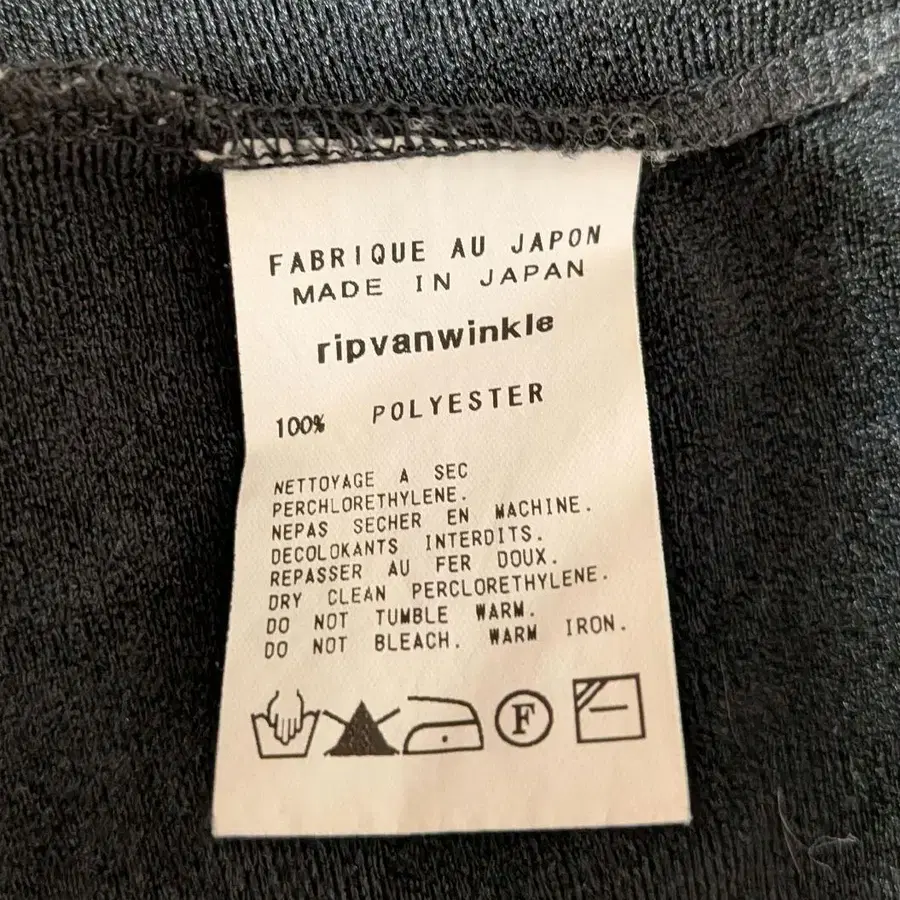 FABRIQUE AU JAPON
MADE IN JAPAN
ripvanwinkle
100% POLYESTER
NETTOYAGE A SEC
PERCHLORETHYLENE.
NEPAS SECHER EN MACHINE.
DECOLOKANTS INTERDITS.
REPASSER AU FER DOUX.
DRY CLEAN PERCLORETHYLENE.
DO NOT TUMBLE WARM.
DO NOT BLEACH. WARM IRON.
F